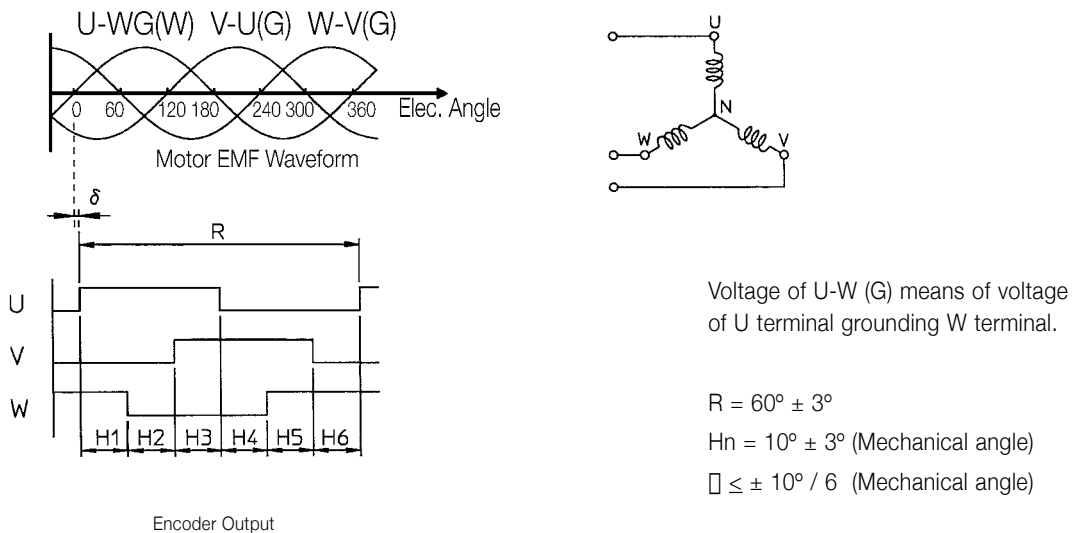 U-WG(W) V-U(G) W-V(G)
0 60 120 180 240 300 360 Elec. Angle
Motor EMF Waveform
δ
R
U
V
W
H1 H2 H3 H4 H5 H6
Encoder Output
U
N
W
V
Voltage of U-W (G) means of voltage
of U terminal grounding W terminal.
R = 60º ± 3º
Hn = 10º ± 3º (Mechanical angle)
▯ ≤ ± 10º / 6 (Mechanical angle)